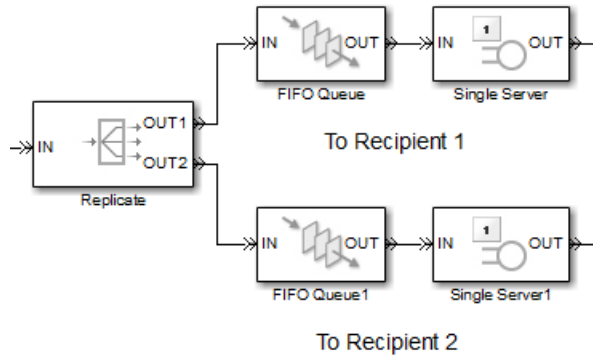 IN OUT
FIFO Queue
1
IN OUT
Single Server
To Recipient 1
IN
OUT1
OUT2
Replicate
IN OUT
FIFO Queue1
1
IN OUT
Single Server1
To Recipient 2